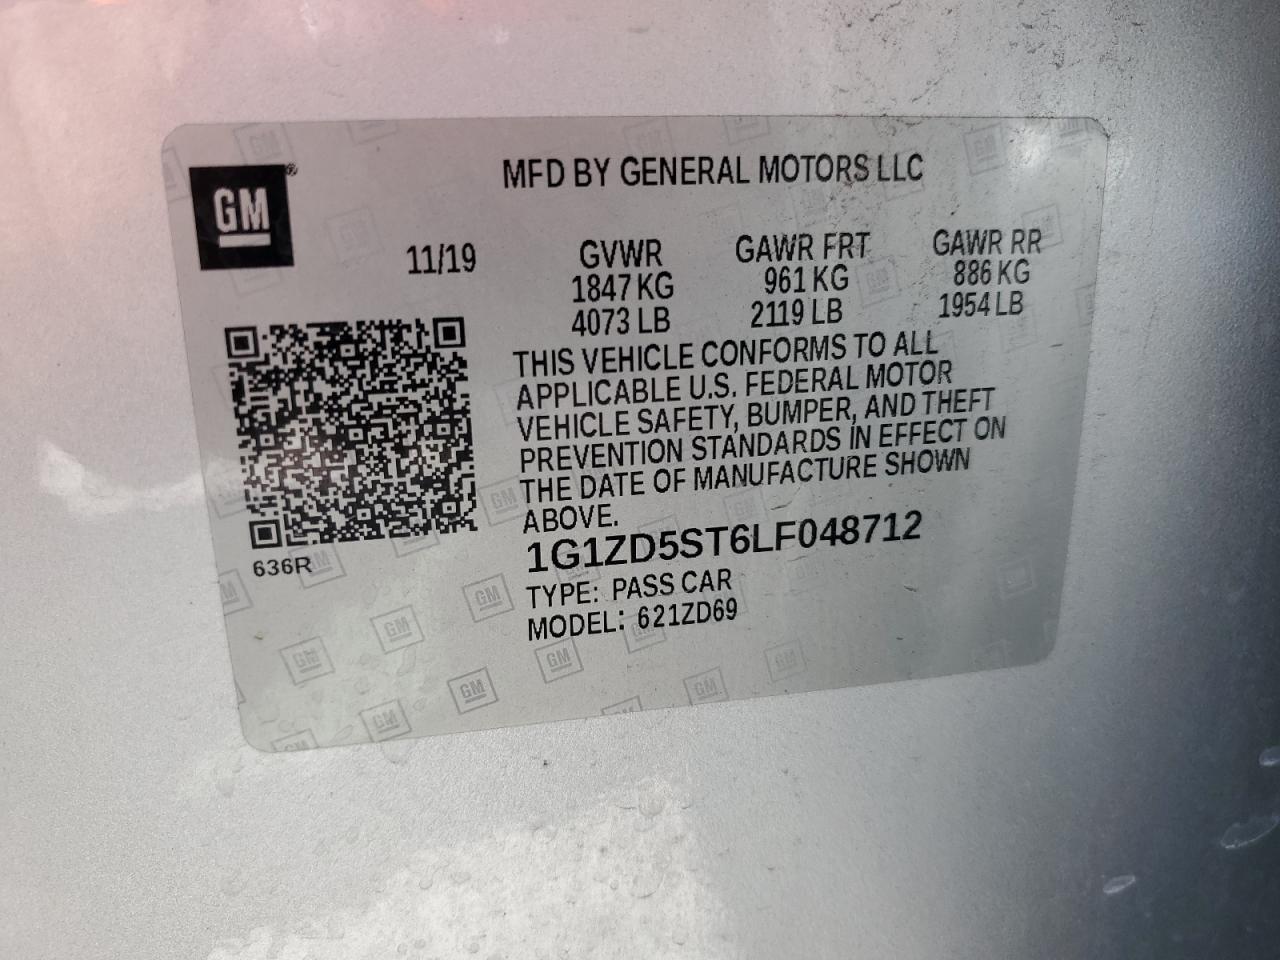 GM®
MFD BY GENERAL MOTORS LLC
11/19
GVWR
1847 KG
4073 LB
GAWR FRT
961 KG
2119 LB
GAWR RR
886 KG
1954 LB
THIS VEHICLE CONFORMS TO ALL
APPLICABLE U.S. FEDERAL MOTOR
VEHICLE SAFETY, BUMPER, AND THEFT
PREVENTION STANDARDS IN EFFECT ON
THE DATE OF MANUFACTURE SHOWN
ABOVE.
1G1ZD5ST6LF048712
TYPE: PASS CAR
MODEL: 621ZD69
636R